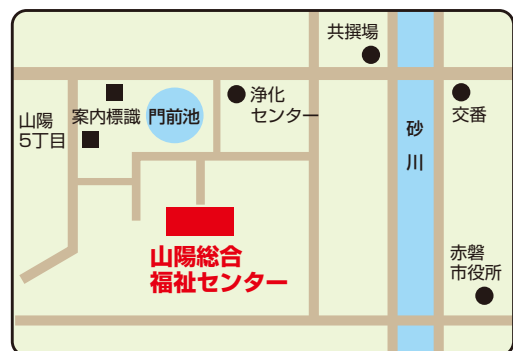 共撰場
浄化
センター
案内標識
門前池
山陽
5丁目
交番
砂
川
山陽総合
福祉センター
赤磐
市役所